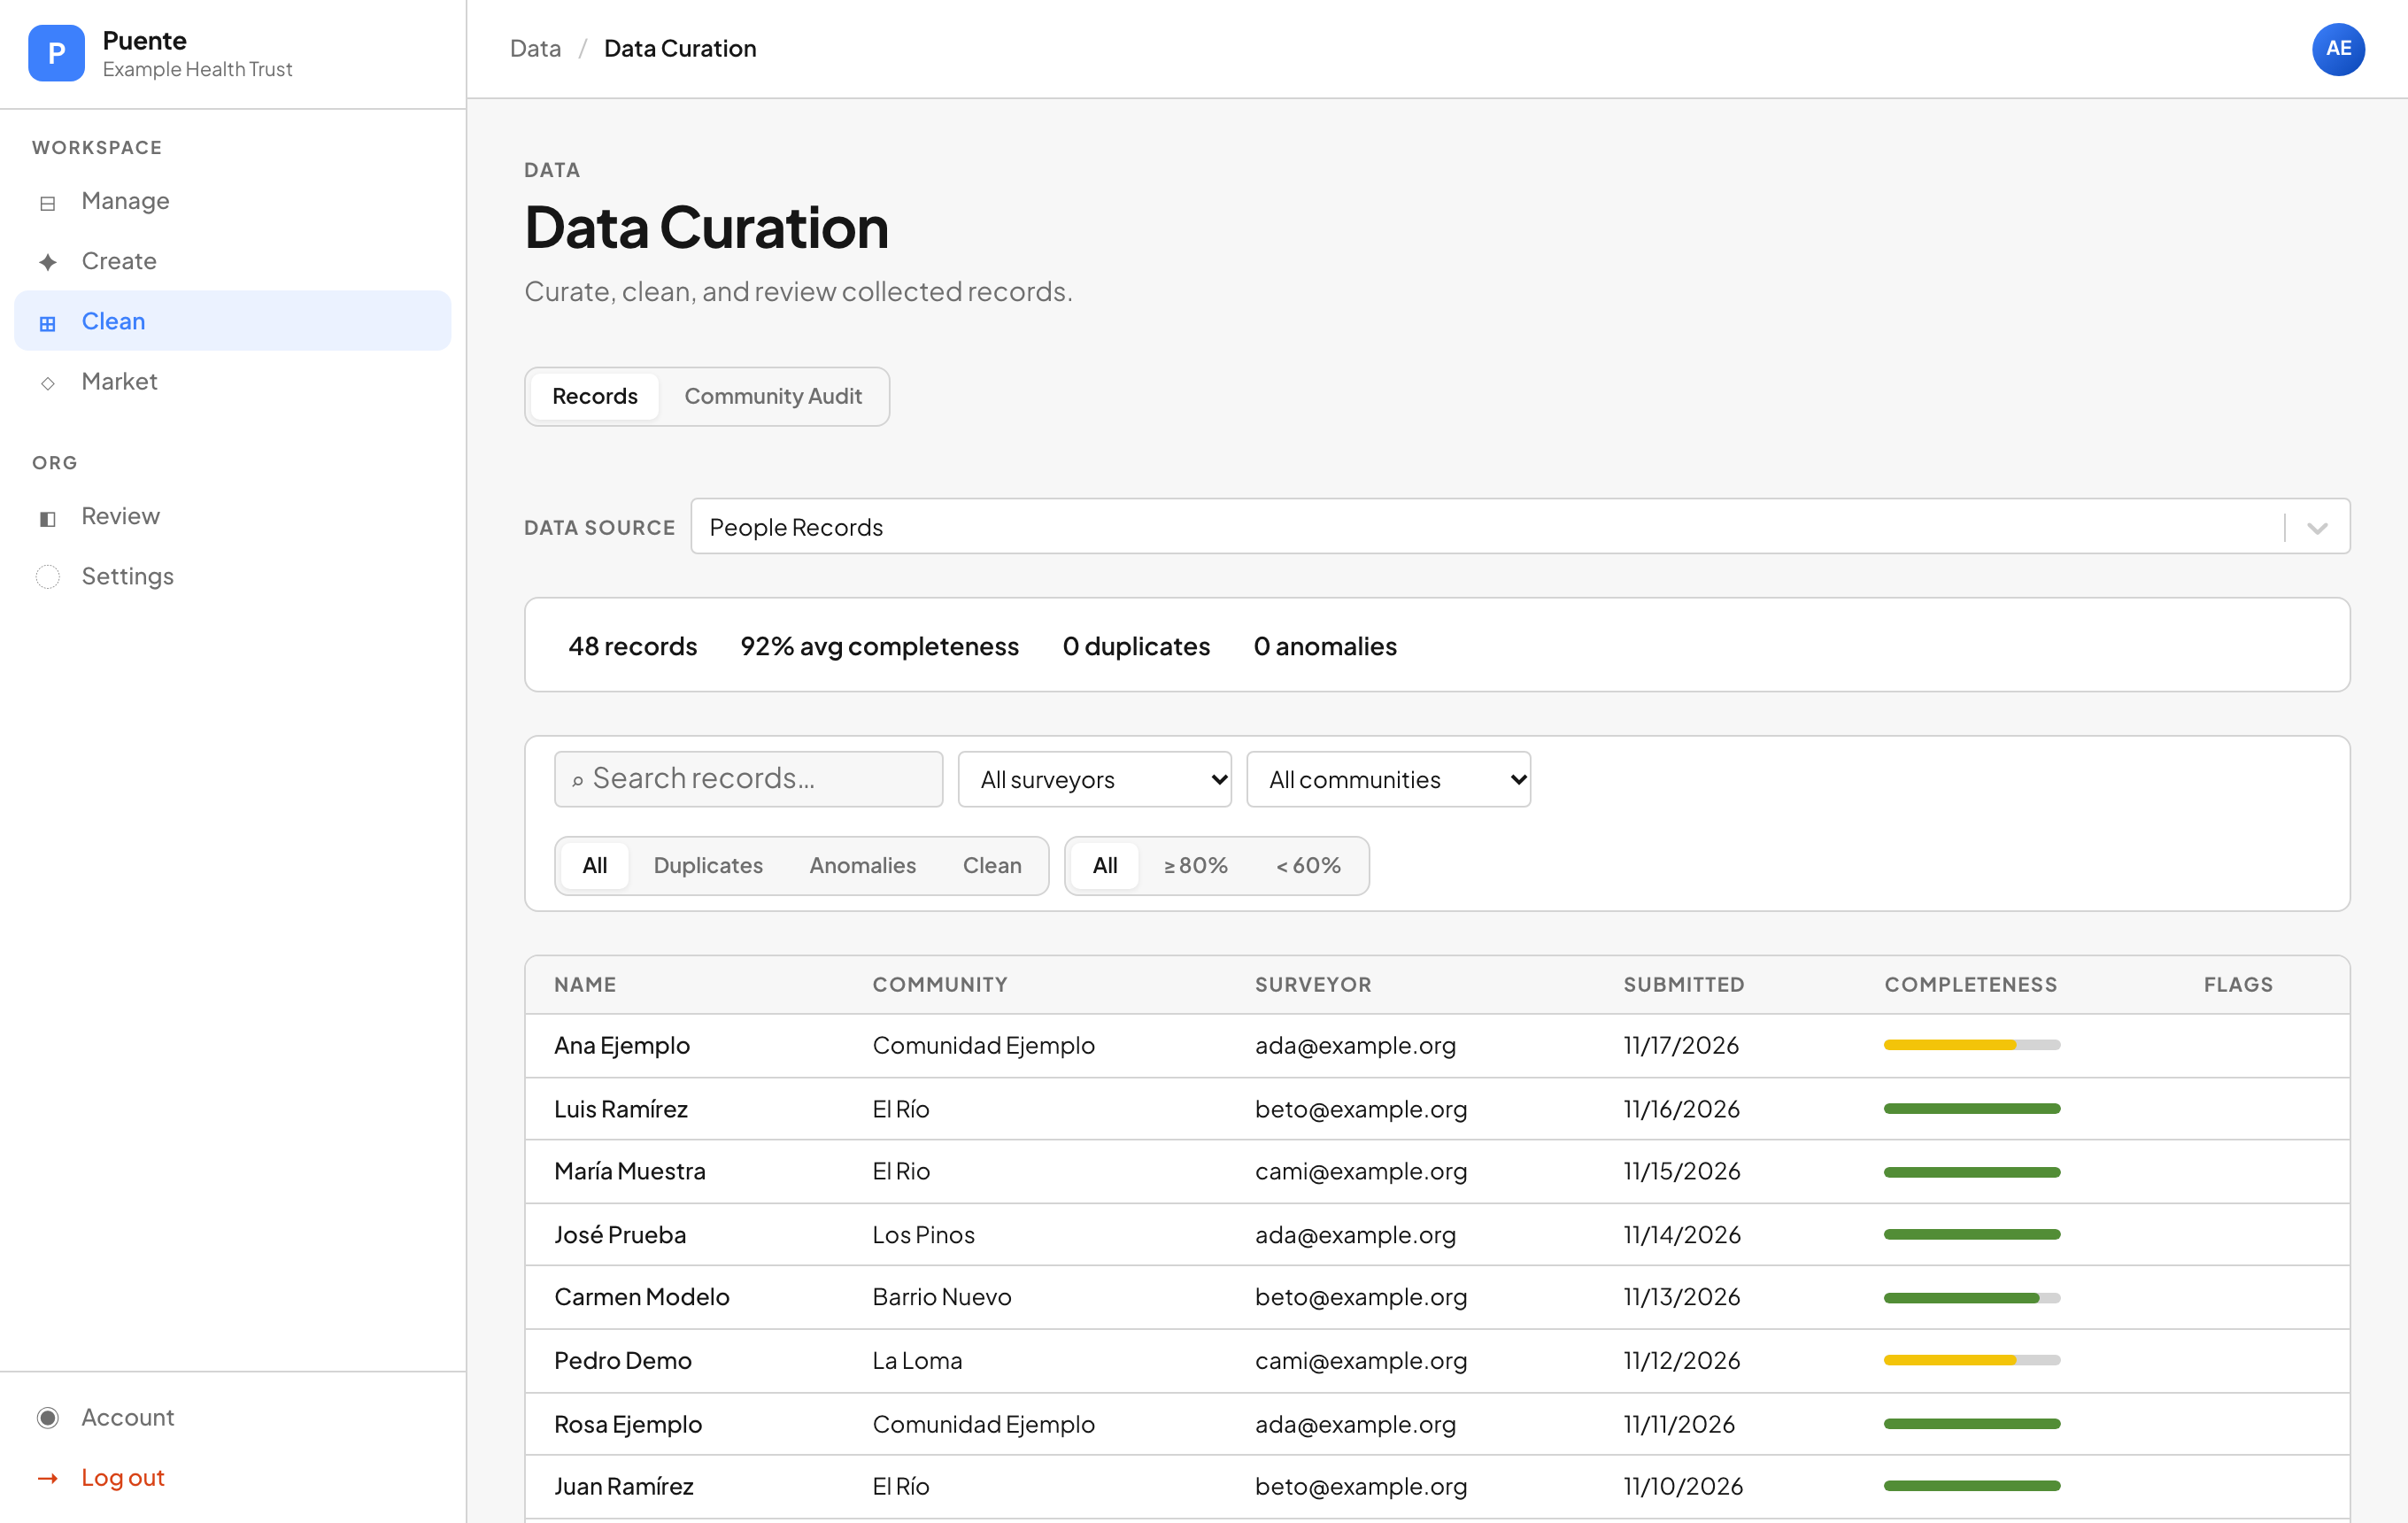 P
Puente
Example Health Trust
WORKSPACE
Manage
Create
Clean
Market
ORG
Review
Settings
Account
Log out
Data / Data Curation
AE
DATA
Data Curation
Curate, clean, and review collected records.
Records Community Audit
DATA SOURCE People Records
48 records 92% avg completeness 0 duplicates 0 anomalies
Search records... All surveyors All communities
All Duplicates Anomalies Clean All ≥ 80% < 60%
NAME COMMUNITY SURVEYOR SUBMITTED COMPLETENESS FLAGS
Ana Ejemplo Comunidad Ejemplo ada@example.org 11/17/2026
Luis Ramírez El Río beto@example.org 11/16/2026
María Muestra El Rio cami@example.org 11/15/2026
José Prueba Los Pinos ada@example.org 11/14/2026
Carmen Modelo Barrio Nuevo beto@example.org 11/13/2026
Pedro Demo La Loma cami@example.org 11/12/2026
Rosa Ejemplo Comunidad Ejemplo ada@example.org 11/11/2026
Juan Ramírez El Río beto@example.org 11/10/2026